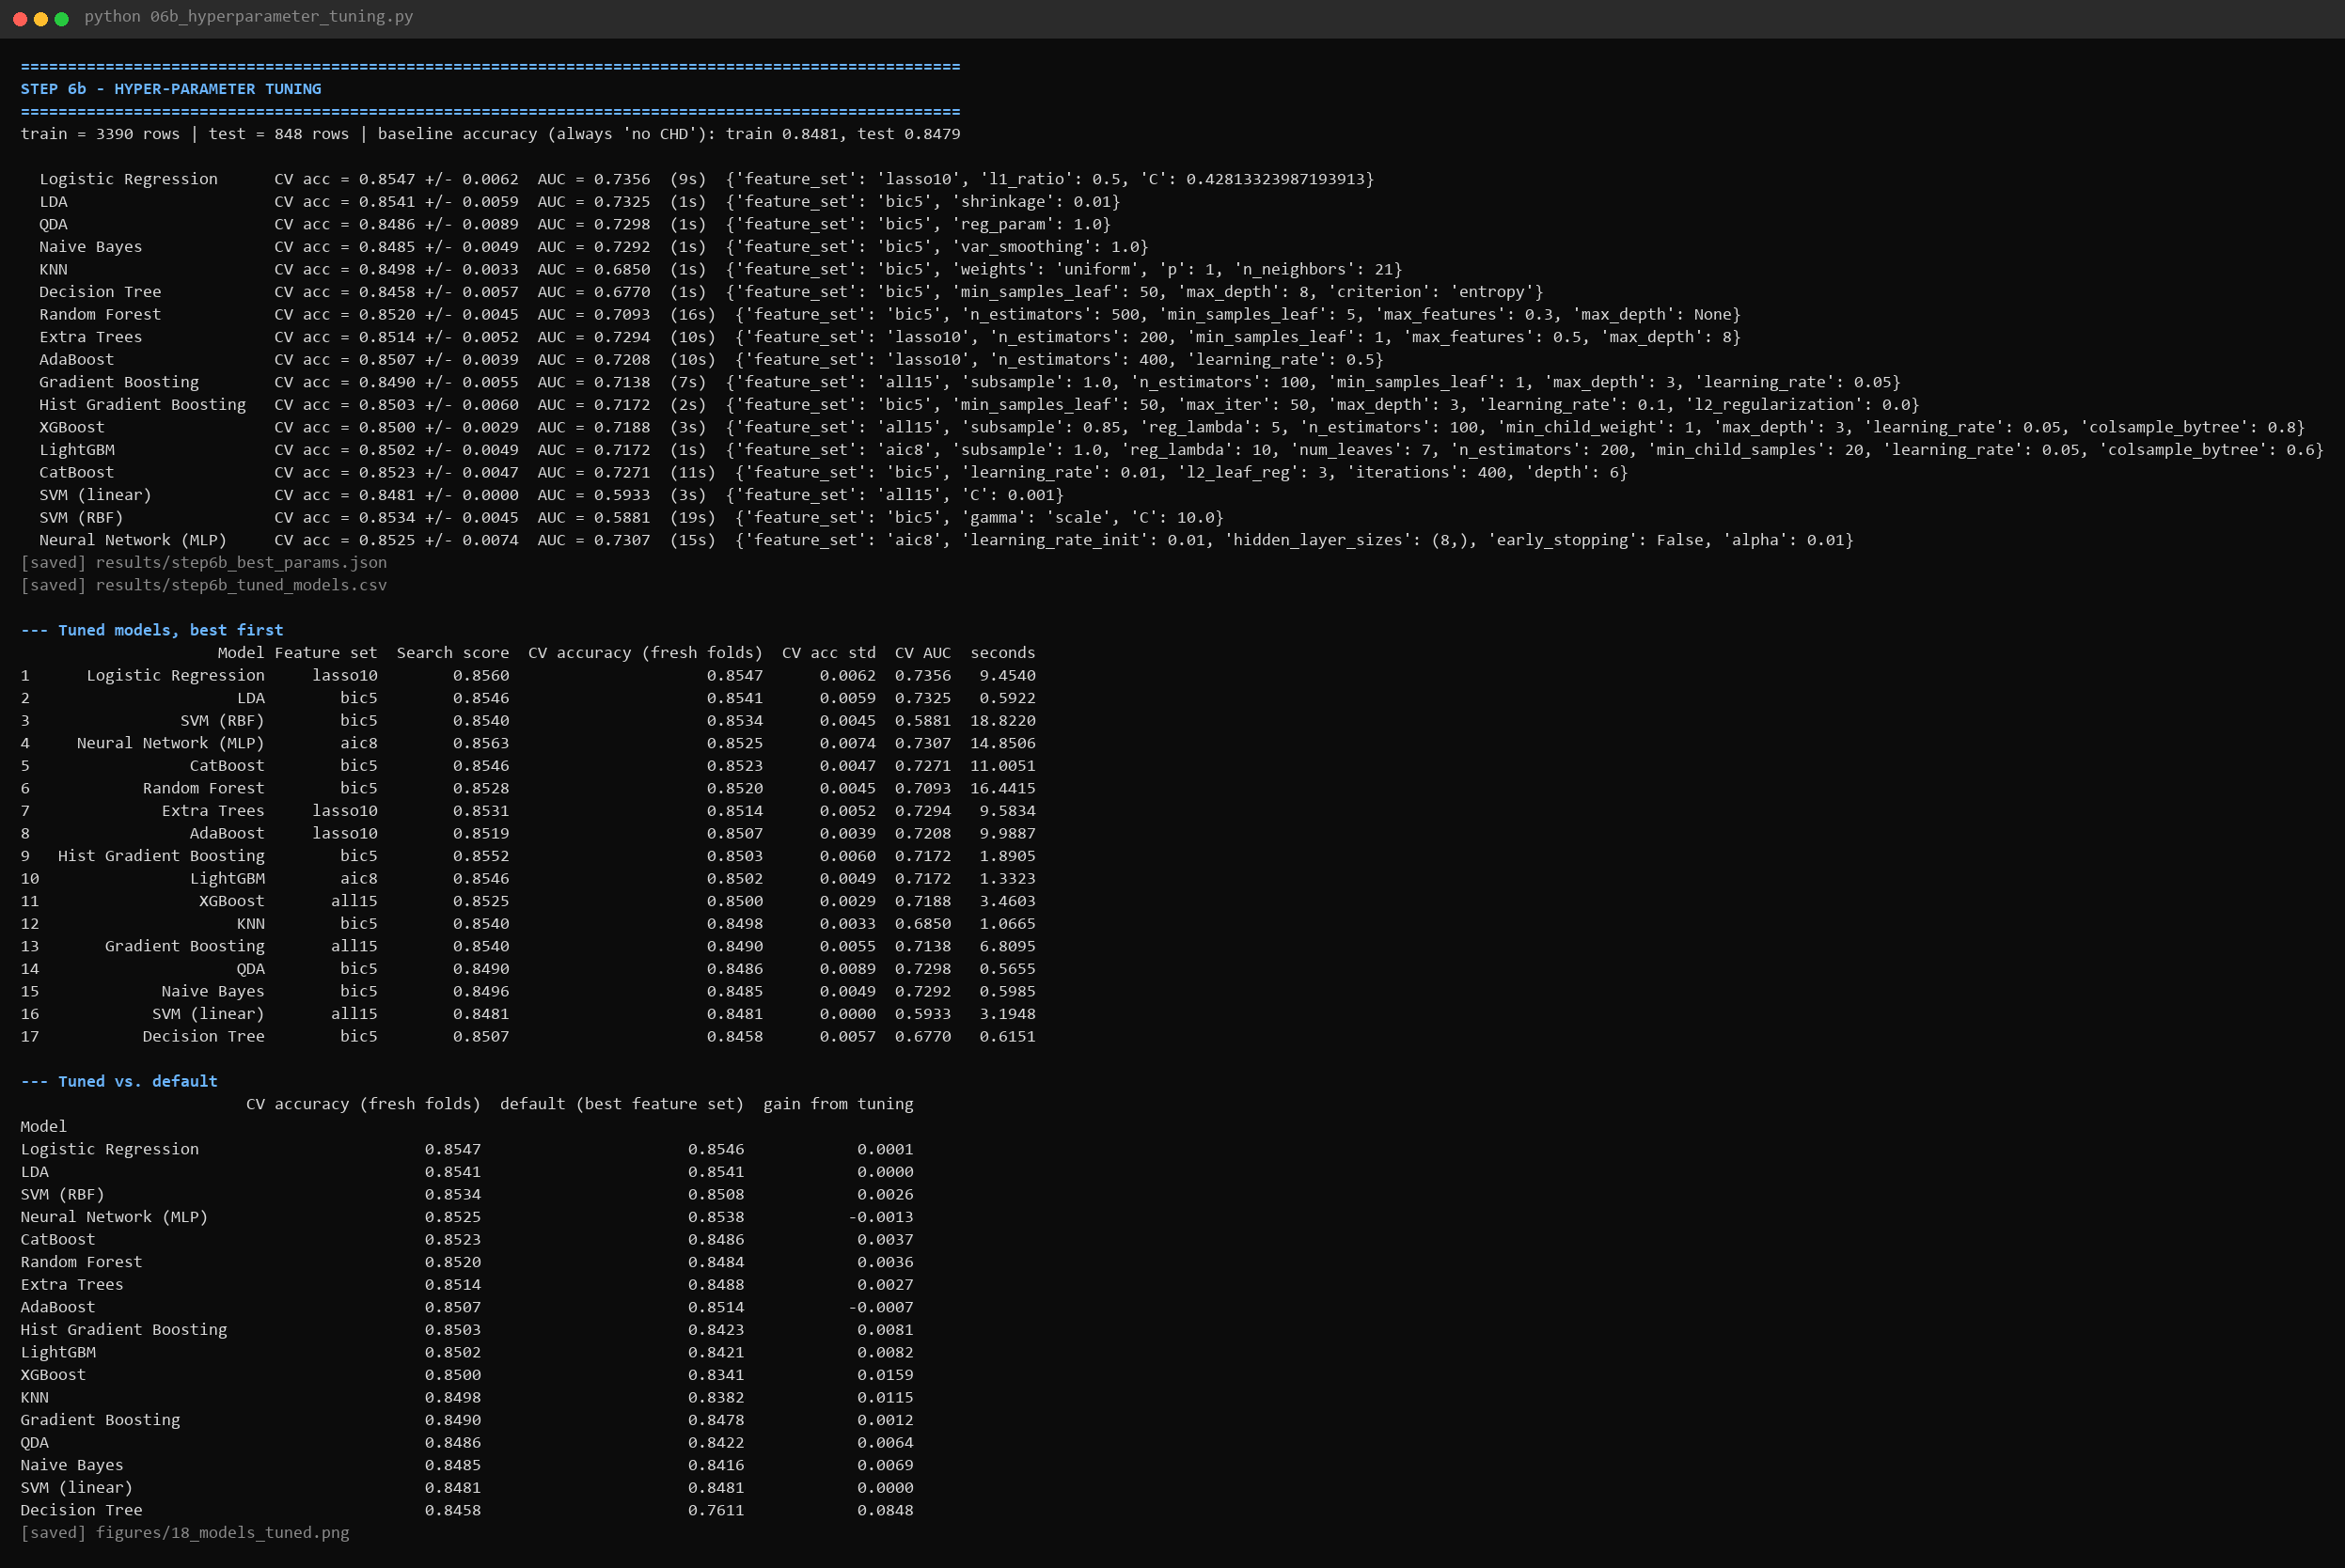 python 06b_hyperparameter_tuning.py
====================================================================================================
STEP 6b - HYPER-PARAMETER TUNING
====================================================================================================
train = 3390 rows | test = 848 rows | baseline accuracy (always 'no CHD'): train 0.8481, test 0.8479
  Logistic Regression      CV acc = 0.8547 +/- 0.0062  AUC = 0.7356  (9s)  {'feature_set': 'lasso10', 'l1_ratio': 0.5, 'C': 0.42813323987193913}
  LDA                      CV acc = 0.8541 +/- 0.0059  AUC = 0.7325  (1s)  {'feature_set': 'bic5', 'shrinkage': 0.01}
  QDA                      CV acc = 0.8486 +/- 0.0089  AUC = 0.7298  (1s)  {'feature_set': 'bic5', 'reg_param': 1.0}
  Naive Bayes              CV acc = 0.8485 +/- 0.0049  AUC = 0.7292  (1s)  {'feature_set': 'bic5', 'var_smoothing': 1.0}
  KNN                      CV acc = 0.8498 +/- 0.0033  AUC = 0.6850  (1s)  {'feature_set': 'bic5', 'weights': 'uniform', 'p': 1, 'n_neighbors': 21}
  Decision Tree            CV acc = 0.8458 +/- 0.0057  AUC = 0.6770  (1s)  {'feature_set': 'bic5', 'min_samples_leaf': 50, 'max_depth': 8, 'criterion': 'entropy'}
  Random Forest            CV acc = 0.8520 +/- 0.0045  AUC = 0.7093  (16s)  {'feature_set': 'bic5', 'n_estimators': 500, 'min_samples_leaf': 5, 'max_features': 0.3, 'max_depth': None}
  Extra Trees              CV acc = 0.8514 +/- 0.0052  AUC = 0.7294  (10s)  {'feature_set': 'lasso10', 'n_estimators': 200, 'min_samples_leaf': 1, 'max_features': 0.5, 'max_depth': 8}
  AdaBoost                 CV acc = 0.8507 +/- 0.0039  AUC = 0.7208  (10s)  {'feature_set': 'lasso10', 'n_estimators': 400, 'learning_rate': 0.5}
  Gradient Boosting        CV acc = 0.8490 +/- 0.0055  AUC = 0.7138  (7s)  {'feature_set': 'all15', 'subsample': 1.0, 'n_estimators': 100, 'min_samples_leaf': 1, 'max_depth': 3, 'learning_rate': 0.05}
  Hist Gradient Boosting   CV acc = 0.8503 +/- 0.0060  AUC = 0.7172  (2s)  {'feature_set': 'bic5', 'min_samples_leaf': 50, 'max_iter': 50, 'max_depth': 3, 'learning_rate': 0.1, 'l2_regularization': 0.0}
  XGBoost                  CV acc = 0.8500 +/- 0.0029  AUC = 0.7188  (3s)  {'feature_set': 'all15', 'subsample': 0.85, 'reg_lambda': 5, 'n_estimators': 100, 'min_child_weight': 1, 'max_depth': 3, 'learning_rate': 0.05, 'colsample_bytree': 0.8}
  LightGBM                 CV acc = 0.8502 +/- 0.0049  AUC = 0.7172  (1s)  {'feature_set': 'aic8', 'subsample': 1.0, 'reg_lambda': 10, 'num_leaves': 7, 'n_estimators': 200, 'min_child_samples': 20, 'learning_rate': 0.05, 'colsample_bytree': 0.6}
  CatBoost                 CV acc = 0.8523 +/- 0.0047  AUC = 0.7271  (11s)  {'feature_set': 'bic5', 'learning_rate': 0.01, 'l2_leaf_reg': 3, 'iterations': 400, 'depth': 6}
  SVM (linear)             CV acc = 0.8481 +/- 0.0000  AUC = 0.5933  (3s)  {'feature_set': 'all15', 'C': 0.001}
  SVM (RBF)                CV acc = 0.8534 +/- 0.0045  AUC = 0.5881  (19s)  {'feature_set': 'bic5', 'gamma': 'scale', 'C': 10.0}
  Neural Network (MLP)     CV acc = 0.8525 +/- 0.0074  AUC = 0.7307  (15s)  {'feature_set': 'aic8', 'learning_rate_init': 0.01, 'hidden_layer_sizes': (8,), 'early_stopping': False, 'alpha': 0.01}
[saved] results/step6b_best_params.json
[saved] results/step6b_tuned_models.csv
--- Tuned models, best first
Model Feature set  Search score  CV accuracy (fresh folds)  CV acc std  CV AUC  seconds
1 Logistic Regression lasso10 0.8560 0.8547 0.0062 0.7356 9.4540
2 LDA bic5 0.8546 0.8541 0.0059 0.7325 0.5922
3 SVM (RBF) bic5 0.8540 0.8534 0.0045 0.5881 18.8220
4 Neural Network (MLP) aic8 0.8563 0.8525 0.0074 0.7307 14.8506
5 CatBoost bic5 0.8546 0.8523 0.0047 0.7271 11.0051
6 Random Forest bic5 0.8528 0.8520 0.0045 0.7093 16.4415
7 Extra Trees lasso10 0.8531 0.8514 0.0052 0.7294 9.5834
8 AdaBoost lasso10 0.8519 0.8507 0.0039 0.7208 9.9887
9 Hist Gradient Boosting bic5 0.8552 0.8503 0.0060 0.7172 1.8905
10 LightGBM aic8 0.8546 0.8502 0.0049 0.7172 1.3323
11 XGBoost all15 0.8525 0.8500 0.0029 0.7188 3.4603
12 KNN bic5 0.8540 0.8498 0.0033 0.6850 1.0665
13 Gradient Boosting all15 0.8540 0.8490 0.0055 0.7138 6.8095
14 QDA bic5 0.8490 0.8486 0.0089 0.7298 0.5655
15 Naive Bayes bic5 0.8496 0.8485 0.0049 0.7292 0.5985
16 SVM (linear) all15 0.8481 0.8481 0.0000 0.5933 3.1948
17 Decision Tree bic5 0.8507 0.8458 0.0057 0.6770 0.6151
--- Tuned vs. default
CV accuracy (fresh folds)  default (best feature set)  gain from tuning
Model
Logistic Regression 0.8547 0.8546 0.0001
LDA 0.8541 0.8541 0.0000
SVM (RBF) 0.8534 0.8508 0.0026
Neural Network (MLP) 0.8525 0.8538 -0.0013
CatBoost 0.8523 0.8486 0.0037
Random Forest 0.8520 0.8484 0.0036
Extra Trees 0.8514 0.8488 0.0027
AdaBoost 0.8507 0.8514 -0.0007
Hist Gradient Boosting 0.8503 0.8423 0.0081
LightGBM 0.8502 0.8421 0.0082
XGBoost 0.8500 0.8341 0.0159
KNN 0.8498 0.8382 0.0115
Gradient Boosting 0.8490 0.8478 0.0012
QDA 0.8486 0.8422 0.0064
Naive Bayes 0.8485 0.8416 0.0069
SVM (linear) 0.8481 0.8481 0.0000
Decision Tree 0.8458 0.7611 0.0848
[saved] figures/18_models_tuned.png